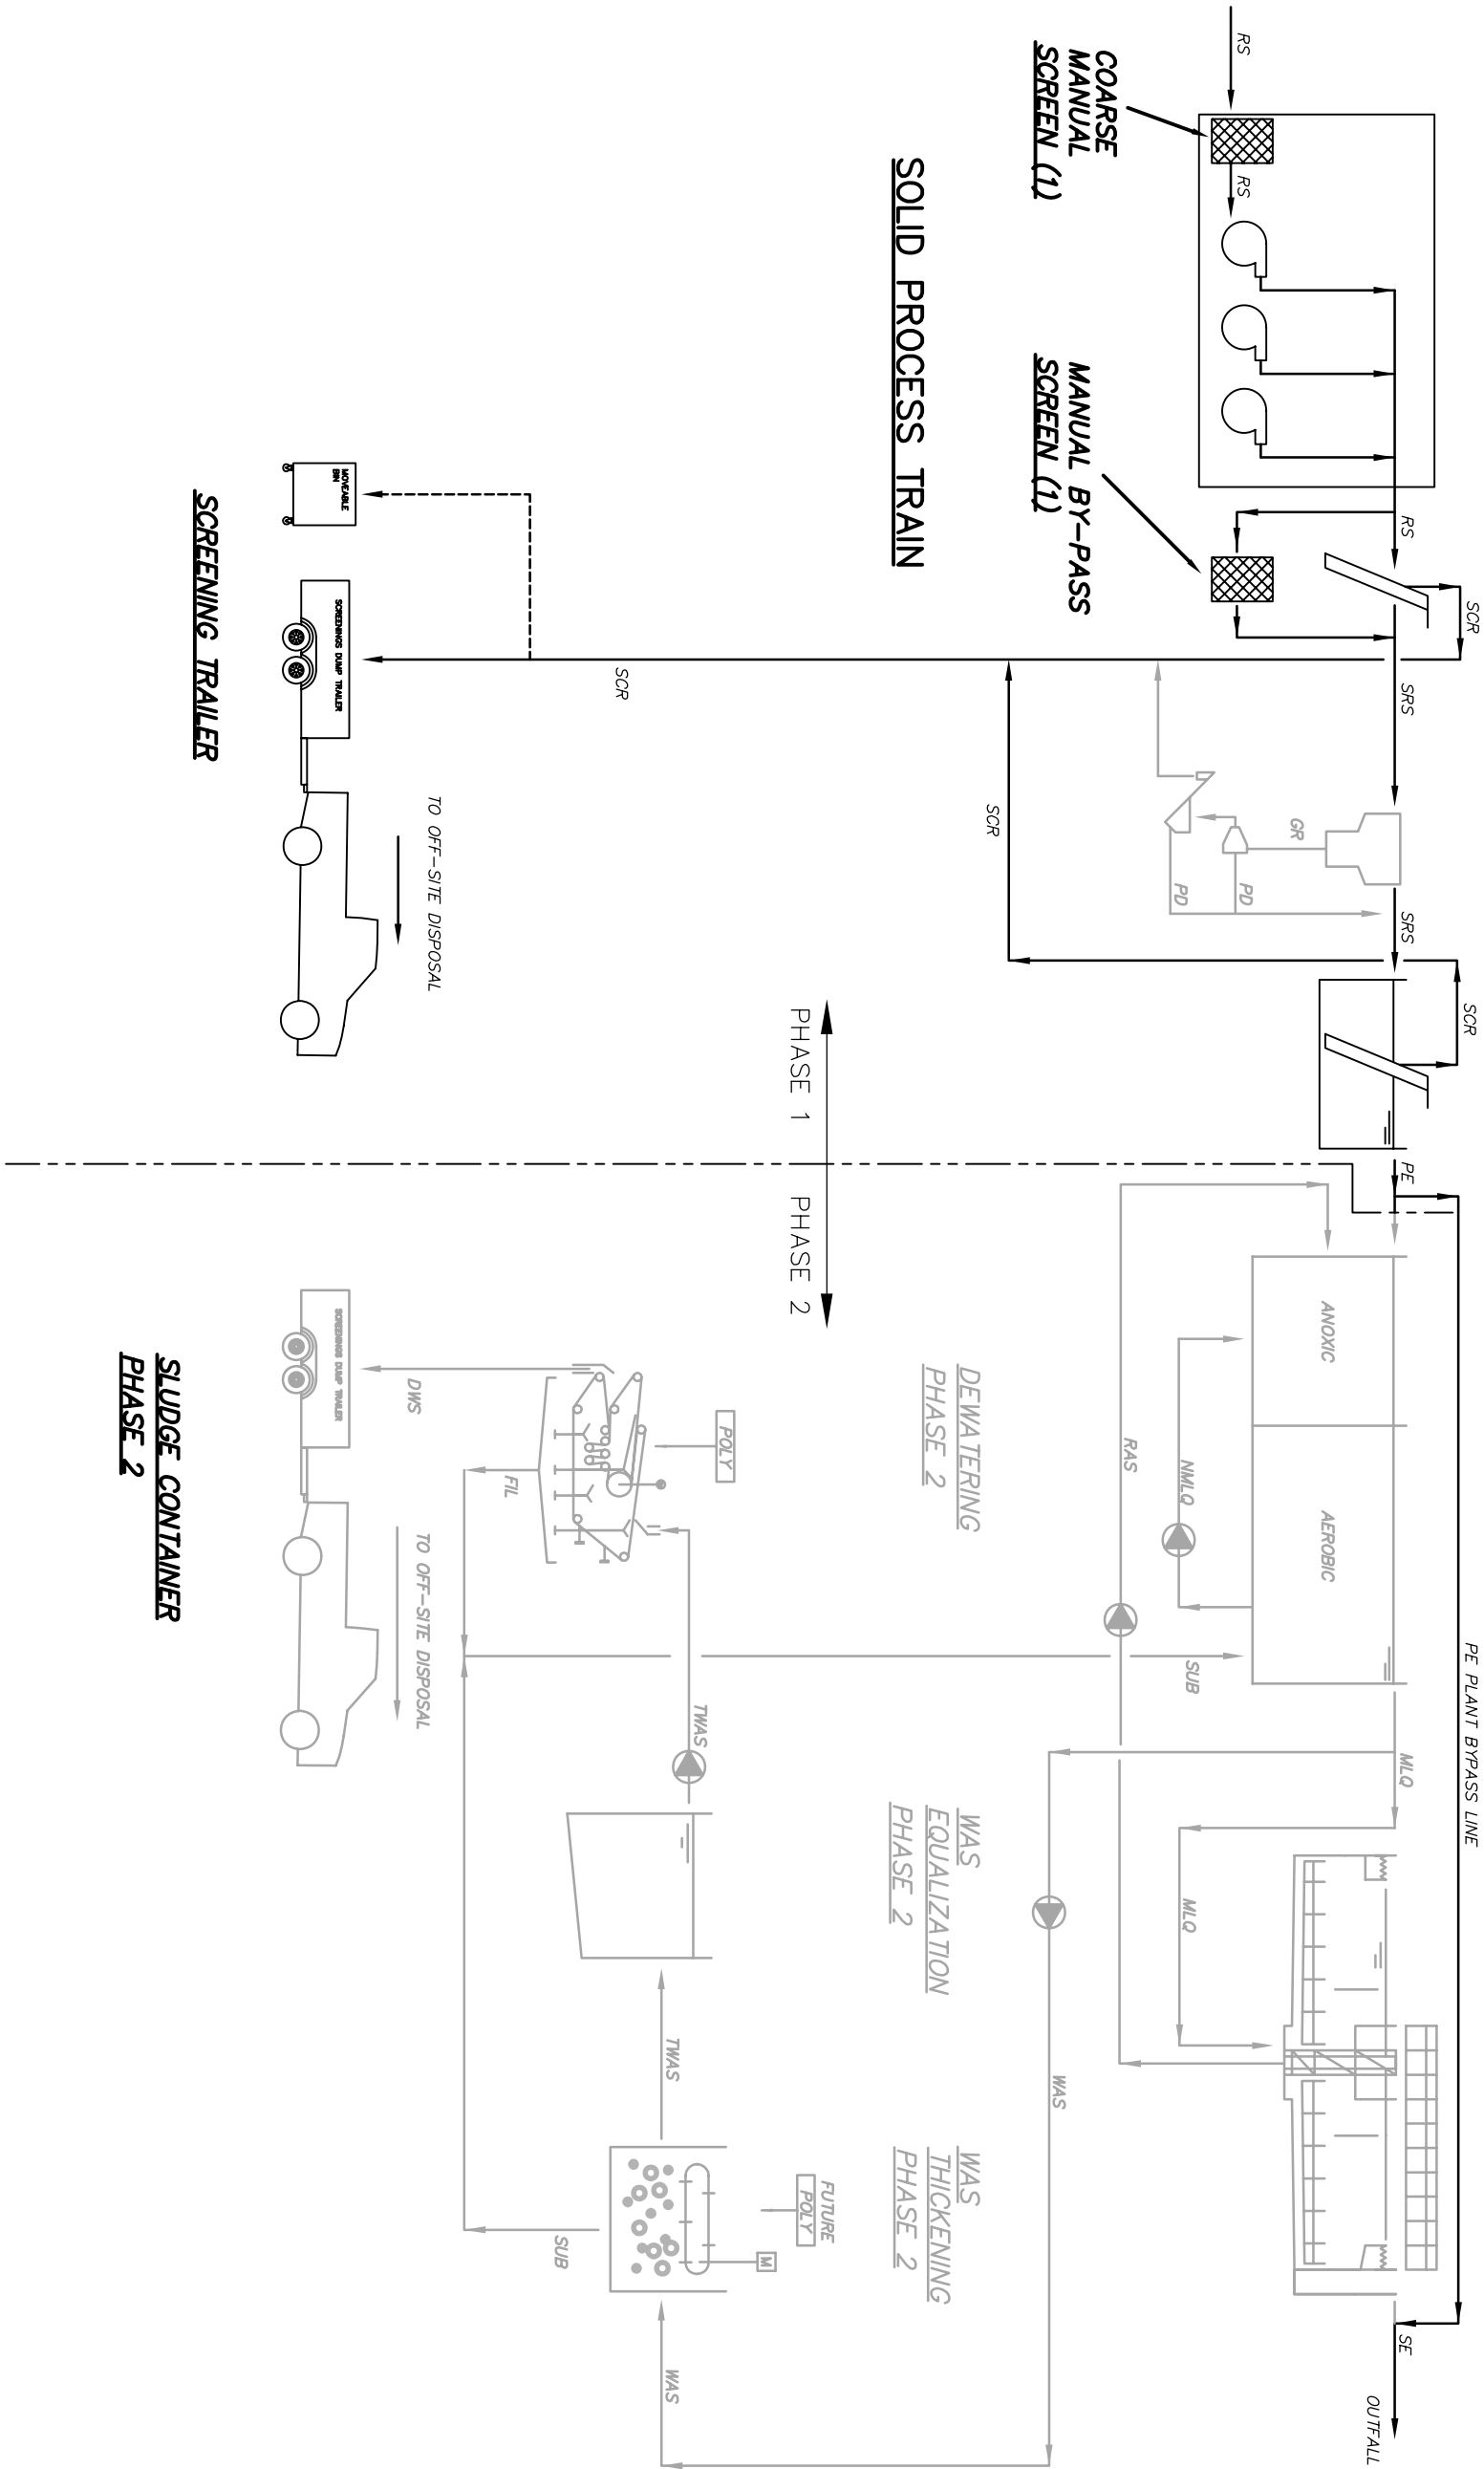 RS
COARSE
MANUAL
SCREEN (1)
RS
MANUAL BY-PASS
SCREEN (1)
RS
SCR
SRS
GR
PD
PD
SRS
SCR
PE
PE PLANT BYPASS LINE
ANOXIC
AEROBIC
NMLQ
RAS
SUB
MLQ
MLQ
SE
OUTFALL
SOLID PROCESS TRAIN
SCR
SCR
PHASE 1
PHASE 2
DEWATERING
PHASE 2
WAS
EQUALIZATION
PHASE 2
WAS
THICKENING
PHASE 2
WAS
POLY
TWAS
TWAS
FUTURE
POLY
M
WAS
SUB
FIL
DWS
MOVEABLE
BIN
SCREENINGS DUMP TRAILER
TO OFF-SITE DISPOSAL
SCREENING TRAILER
SCREENINGS DUMP TRAILER
TO OFF-SITE DISPOSAL
SLUDGE CONTAINER
PHASE 2